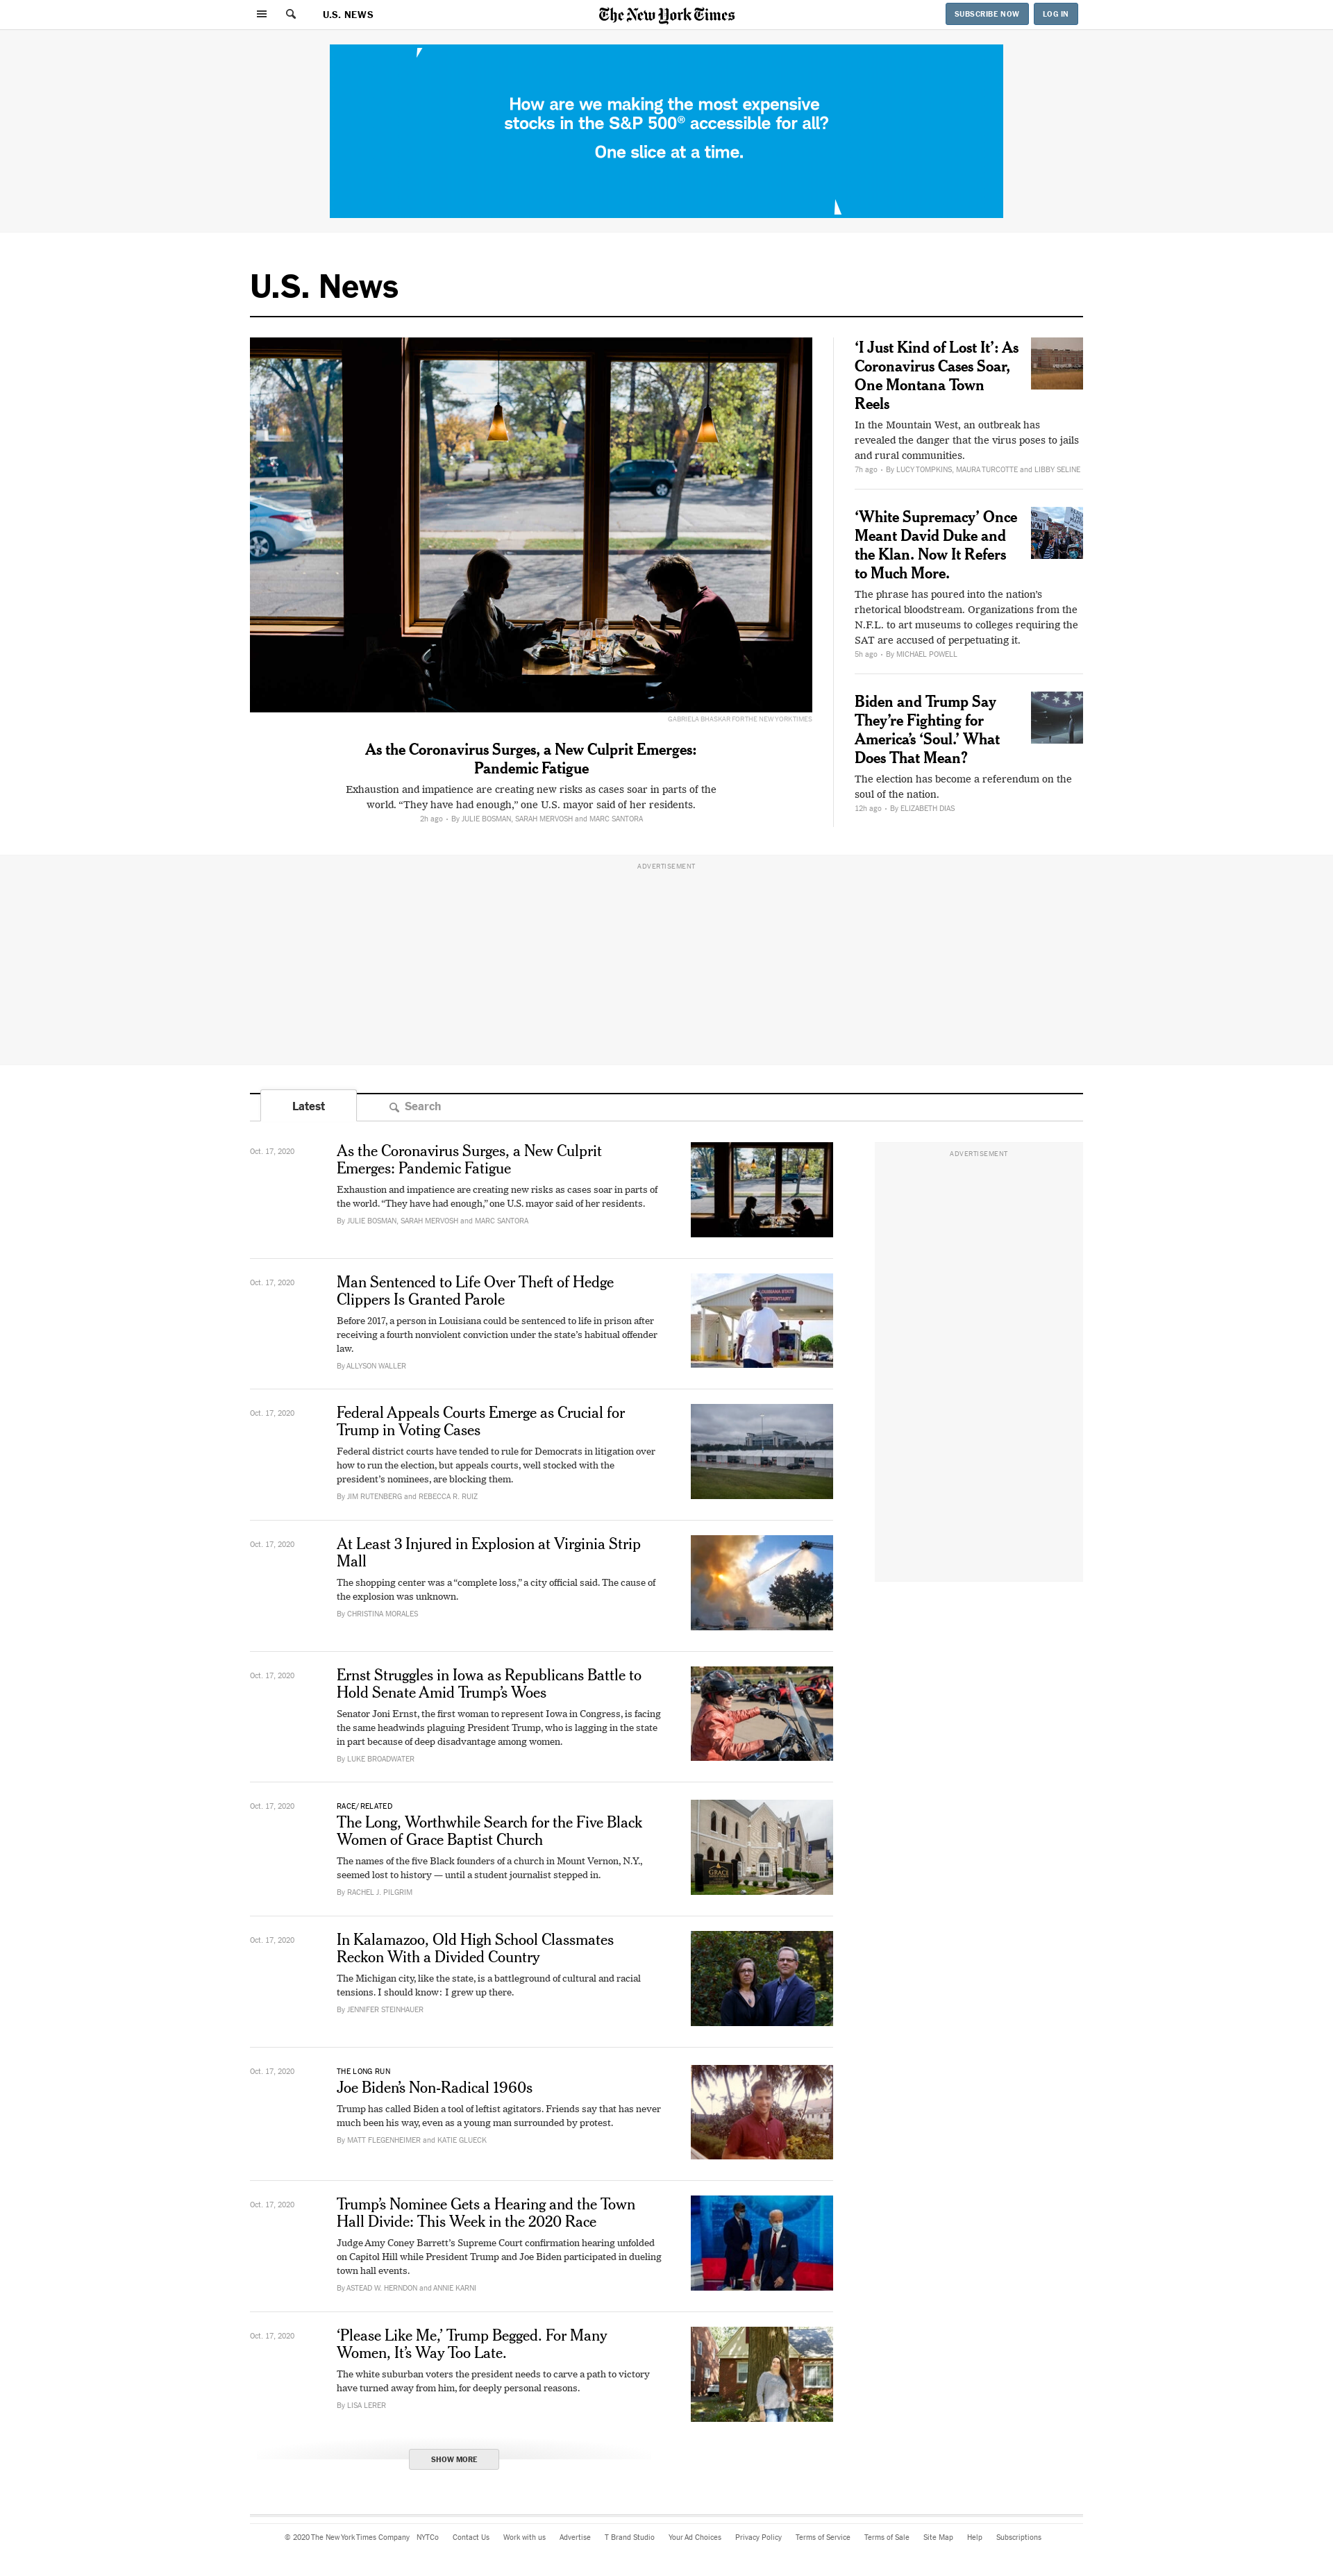 U.S. NEWS
The New York Times
SUBSCRIBE NOW
LOG IN
How are we making the most expensive
stocks in the S&P 500® accessible for all?
One slice at a time.
U.S. News
GABRIELA BHASKAR FOR THE NEW YORK TIMES
As the Coronavirus Surges, a New Culprit Emerges:
Pandemic Fatigue
Exhaustion and impatience are creating new risks as cases soar in parts of the
world. “They have had enough,” one U.S. mayor said of her residents.
2h ago • By JULIE BOSMAN, SARAH MERVOSH and MARC SANTORA
‘I Just Kind of Lost It’: As
Coronavirus Cases Soar,
One Montana Town
Reels
In the Mountain West, an outbreak has
revealed the danger that the virus poses to jails
and rural communities.
7h ago • By LUCY TOMPKINS, MAURA TURCOTTE and LIBBY SELINE
‘White Supremacy’ Once
Meant David Duke and
the Klan. Now It Refers
to Much More.
The phrase has poured into the nation’s
rhetorical bloodstream. Organizations from the
N.F.L. to art museums to colleges requiring the
SAT are accused of perpetuating it.
5h ago • By MICHAEL POWELL
Biden and Trump Say
They’re Fighting for
America’s ‘Soul.’ What
Does That Mean?
The election has become a referendum on the
soul of the nation.
12h ago • By ELIZABETH DIAS
ADVERTISEMENT
Latest
Search
ADVERTISEMENT
Oct. 17, 2020
As the Coronavirus Surges, a New Culprit
Emerges: Pandemic Fatigue
Exhaustion and impatience are creating new risks as cases soar in parts of
the world. “They have had enough,” one U.S. mayor said of her residents.
By JULIE BOSMAN, SARAH MERVOSH and MARC SANTORA
Oct. 17, 2020
Man Sentenced to Life Over Theft of Hedge
Clippers Is Granted Parole
Before 2017, a person in Louisiana could be sentenced to life in prison after
receiving a fourth nonviolent conviction under the state’s habitual offender
law.
By ALLYSON WALLER
Oct. 17, 2020
Federal Appeals Courts Emerge as Crucial for
Trump in Voting Cases
Federal district courts have tended to rule for Democrats in litigation over
how to run the election, but appeals courts, well stocked with the
president’s nominees, are blocking them.
By JIM RUTENBERG and REBECCA R. RUIZ
Oct. 17, 2020
At Least 3 Injured in Explosion at Virginia Strip
Mall
The shopping center was a “complete loss,” a city official said. The cause of
the explosion was unknown.
By CHRISTINA MORALES
Oct. 17, 2020
Ernst Struggles in Iowa as Republicans Battle to
Hold Senate Amid Trump’s Woes
Senator Joni Ernst, the first woman to represent Iowa in Congress, is facing
the same headwinds plaguing President Trump, who is lagging in the state
in part because of deep disadvantage among women.
By LUKE BROADWATER
Oct. 17, 2020
RACE/RELATED
The Long, Worthwhile Search for the Five Black
Women of Grace Baptist Church
The names of the five Black founders of a church in Mount Vernon, N.Y.,
seemed lost to history — until a student journalist stepped in.
By RACHEL J. PILGRIM
GRACE
Oct. 17, 2020
In Kalamazoo, Old High School Classmates
Reckon With a Divided Country
The Michigan city, like the state, is a battleground of cultural and racial
tensions. I should know: I grew up there.
By JENNIFER STEINHAUER
Oct. 17, 2020
THE LONG RUN
Joe Biden’s Non-Radical 1960s
Trump has called Biden a tool of leftist agitators. Friends say that has never
much been his way, even as a young man surrounded by protest.
By MATT FLEGENHEIMER and KATIE GLUECK
Oct. 17, 2020
Trump’s Nominee Gets a Hearing and the Town
Hall Divide: This Week in the 2020 Race
Judge Amy Coney Barrett’s Supreme Court confirmation hearing unfolded
on Capitol Hill while President Trump and Joe Biden participated in dueling
town hall events.
By ASTEAD W. HERNDON and ANNIE KARNI
Oct. 17, 2020
‘Please Like Me,’ Trump Begged. For Many
Women, It’s Way Too Late.
The white suburban voters the president needs to carve a path to victory
have turned away from him, for deeply personal reasons.
By LISA LERER
SHOW MORE
© 2020 The New York Times Company NYTCo Contact Us Work with us Advertise T Brand Studio Your Ad Choices Privacy Policy Terms of Service Terms of Sale Site Map Help Subscriptions